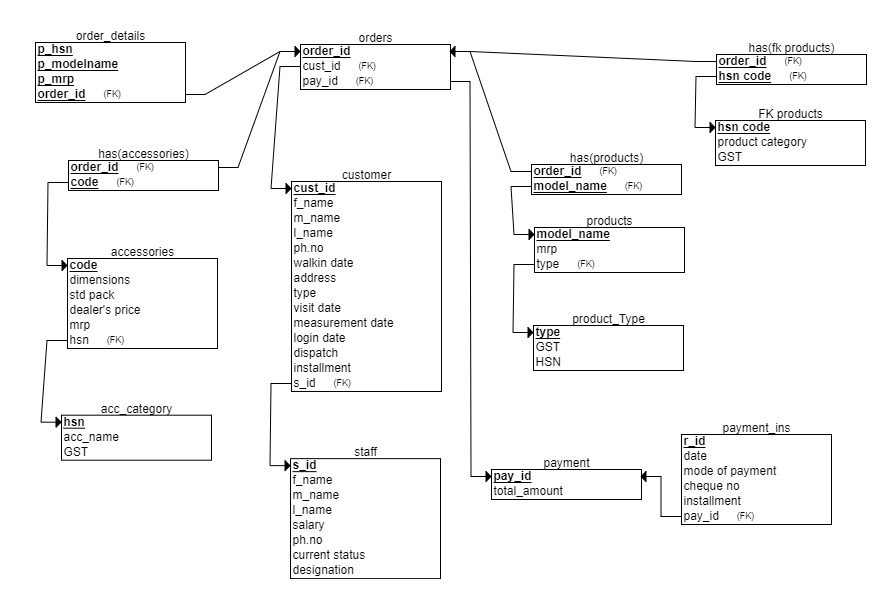 order_details
p_hsn
p_modelname
p_mrp
order_id (FK)
orders
order_id
cust_id (FK)
pay_id (FK)
has(fk products)
order_id (FK)
hsn code (FK)
FK products
hsn code
product category
GST
has(accessories)
order_id (FK)
code (FK)
customer
cust_id
f_name
m_name
l_name
ph.no
walkin date
address
type
visit date
measurement date
login date
dispatch
installment
s_id (FK)
has(products)
order_id (FK)
model_name (FK)
products
model_name
mrp
type (FK)
accessories
code
dimensions
std pack
dealer's price
mrp
hsn (FK)
product_Type
type
GST
HSN
acc_category
hsn
acc_name
GST
staff
s_id
f_name
m_name
l_name
salary
ph.no
current status
designation
payment
pay_id
total_amount
payment_ins
r_id
date
mode of payment
cheque no
installment
pay_id (FK)